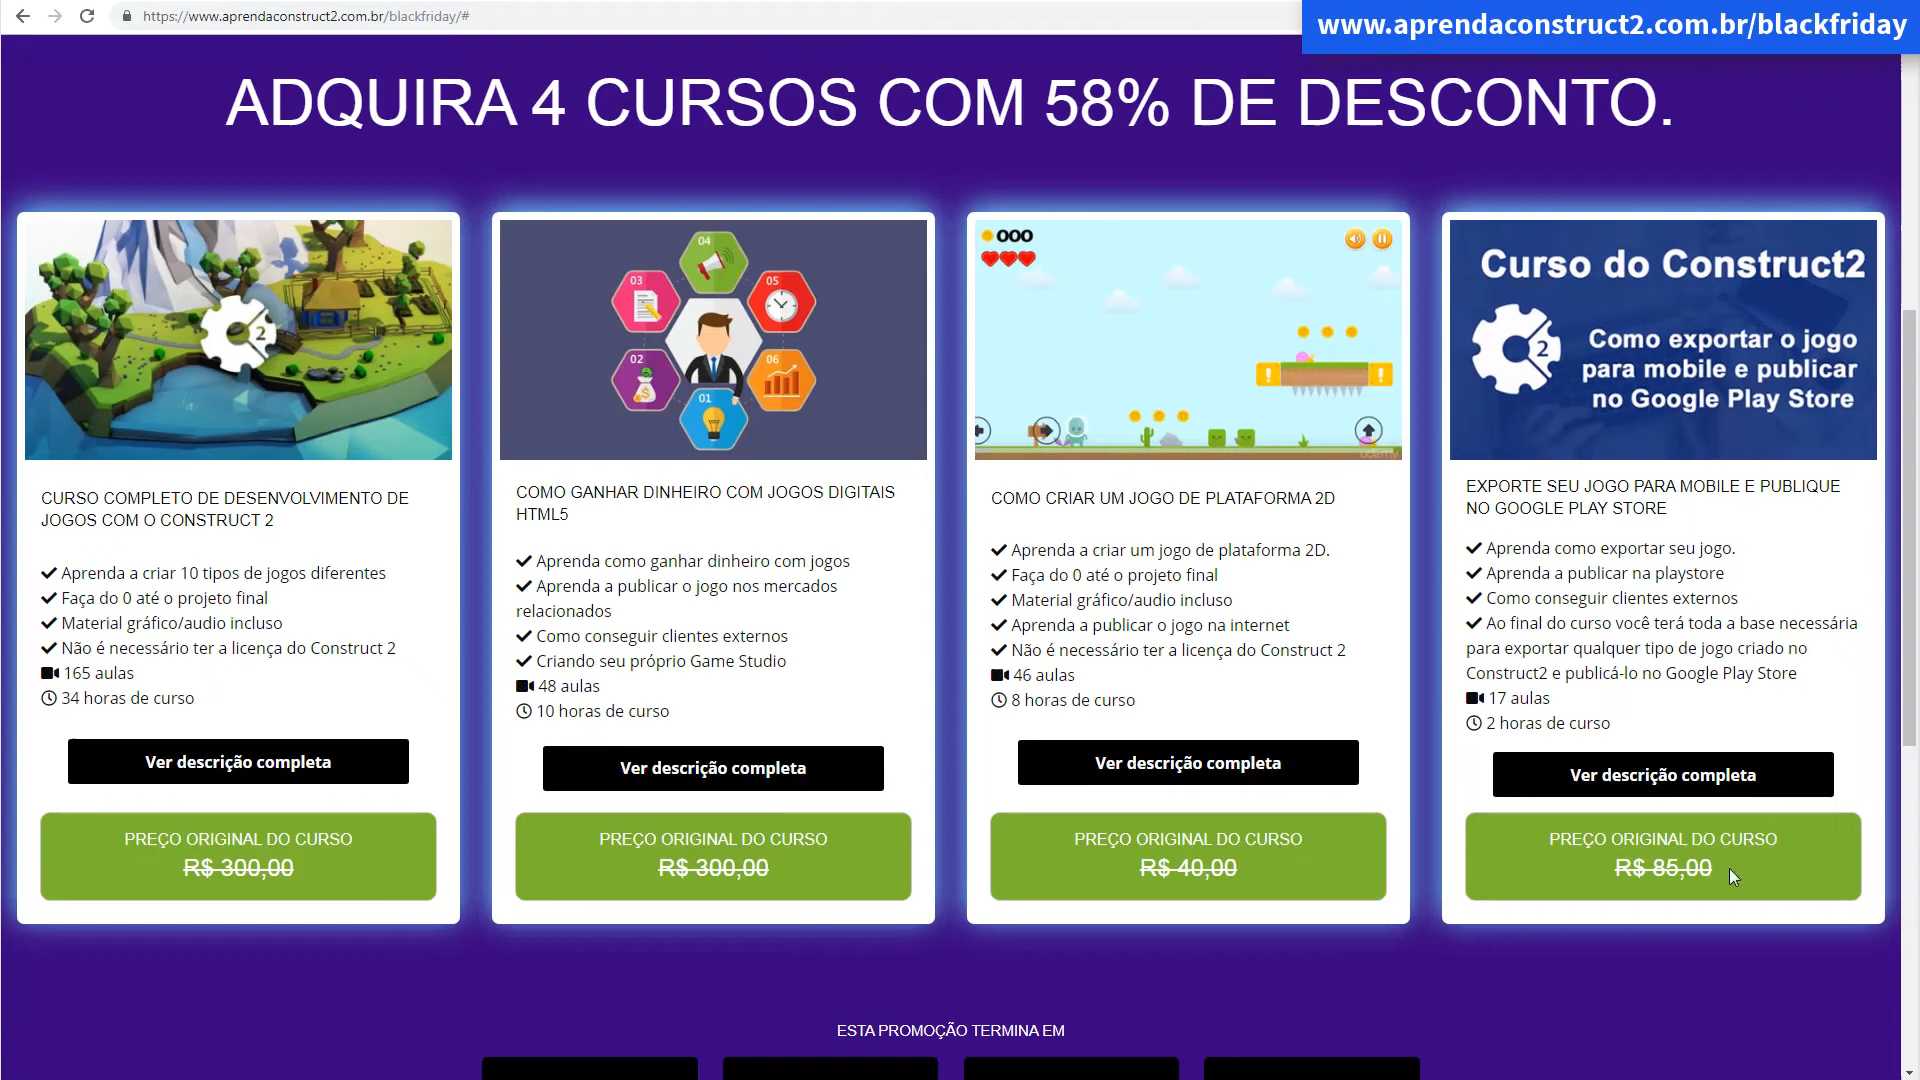 https://www.aprendaconstruct2.com.br/blackfriday/#
www.aprendaconstruct2.com.br/blackfriday
ADQUIRA 4 CURSOS COM 58% DE DESCONTO.
2
CURSO COMPLETO DE DESENVOLVIMENTO DE
JOGOS COM O CONSTRUCT 2
Aprenda a criar 10 tipos de jogos diferentes
Faça do 0 até o projeto final
Material gráfico/audio incluso
Não é necessário ter a licença do Construct 2
165 aulas
34 horas de curso
Ver descrição completa
PREÇO ORIGINAL DO CURSO
R$ 300,00
04
03
05
02
06
01
COMO GANHAR DINHEIRO COM JOGOS DIGITAIS
HTML5
Aprenda como ganhar dinheiro com jogos
Aprenda a publicar o jogo nos mercados
relacionados
Como conseguir clientes externos
Criando seu próprio Game Studio
48 aulas
10 horas de curso
Ver descrição completa
PREÇO ORIGINAL DO CURSO
R$ 300,00
000
! !
udemy
COMO CRIAR UM JOGO DE PLATAFORMA 2D
Aprenda a criar um jogo de plataforma 2D.
Faça do 0 até o projeto final
Material gráfico/audio incluso
Aprenda a publicar o jogo na internet
Não é necessário ter a licença do Construct 2
46 aulas
8 horas de curso
Ver descrição completa
PREÇO ORIGINAL DO CURSO
R$ 40,00
Curso do Construct2
2
Como exportar o jogo
para mobile e publicar
no Google Play Store
EXPORTE SEU JOGO PARA MOBILE E PUBLIQUE
NO GOOGLE PLAY STORE
Aprenda como exportar seu jogo.
Aprenda a publicar na playstore
Como conseguir clientes externos
Ao final do curso você terá toda a base necessária
para exportar qualquer tipo de jogo criado no
Construct2 e publicá-lo no Google Play Store
17 aulas
2 horas de curso
Ver descrição completa
PREÇO ORIGINAL DO CURSO
R$ 85,00
ESTA PROMOÇÃO TERMINA EM